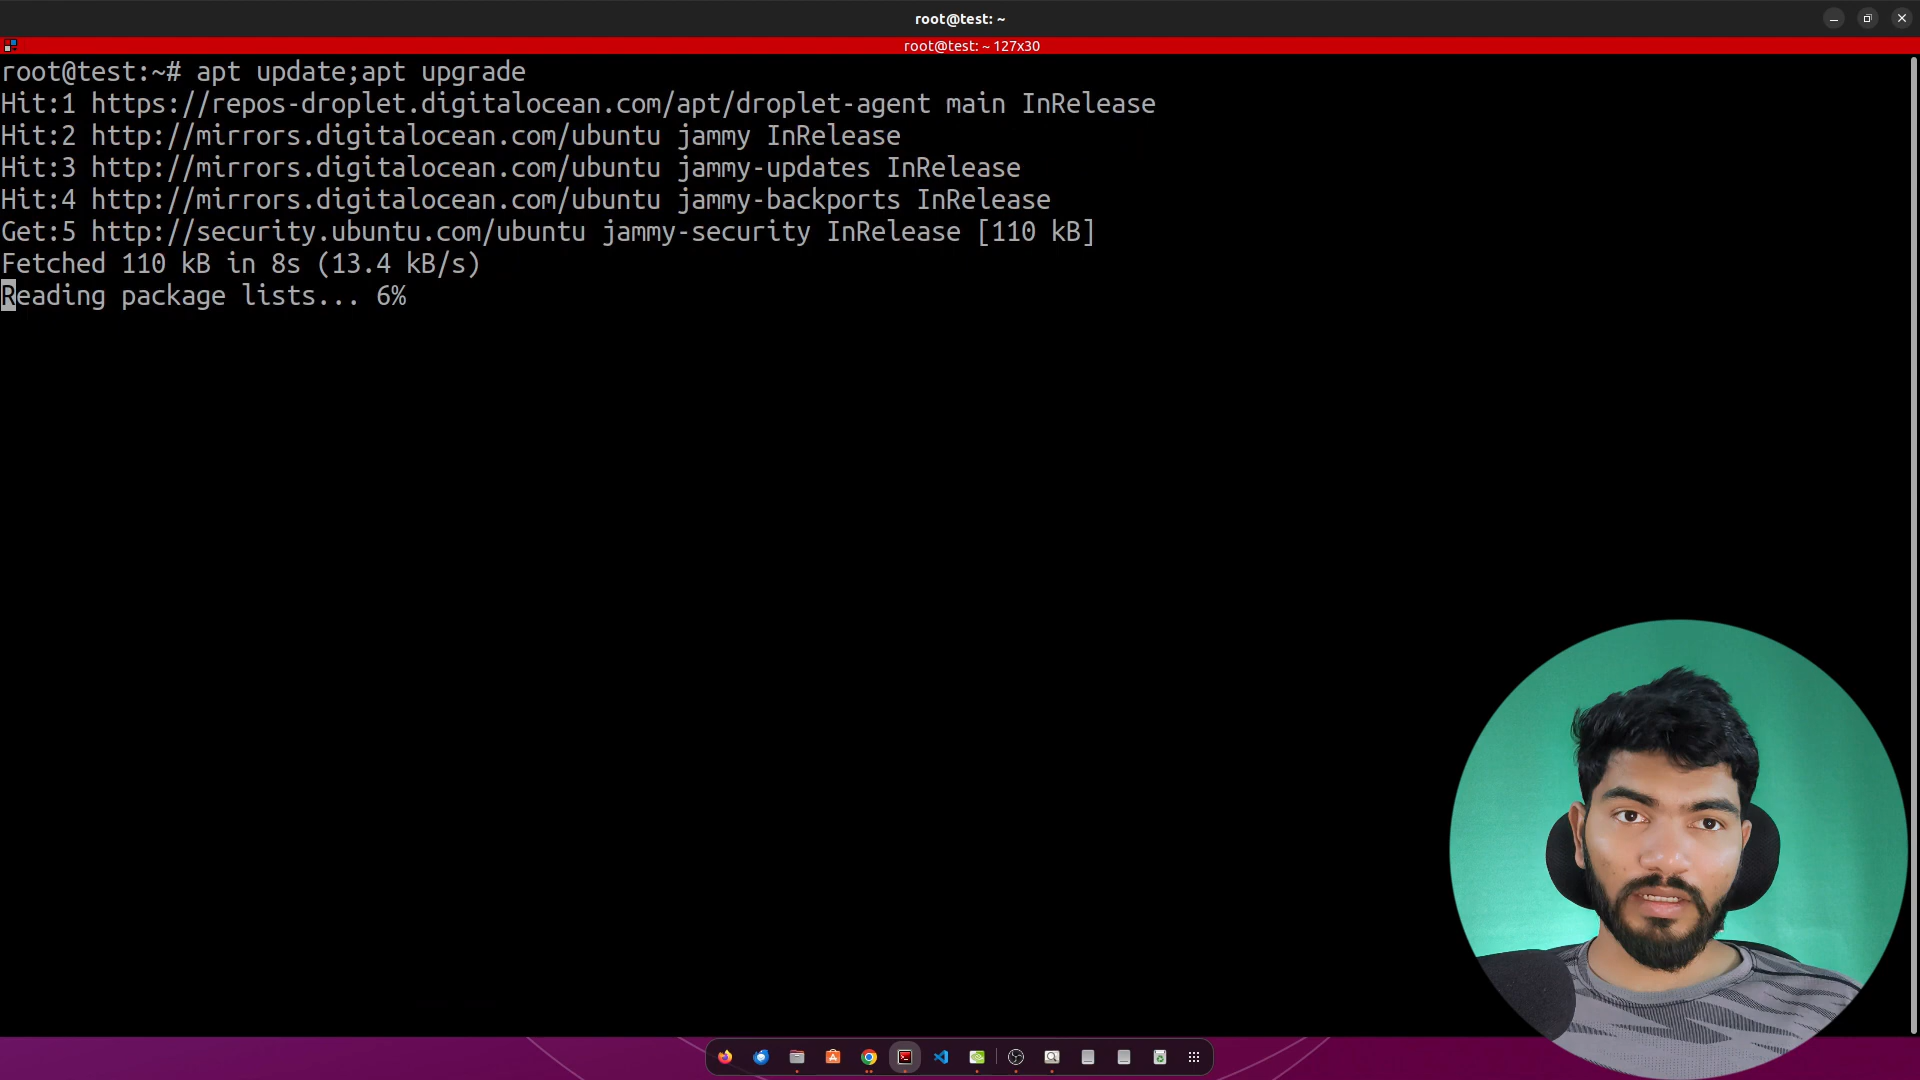 root@test: ~
root@test: ~ 127x30
root@test:~# apt update;apt upgrade
Hit:1 https://repos-droplet.digitalocean.com/apt/droplet-agent main InRelease
Hit:2 http://mirrors.digitalocean.com/ubuntu jammy InRelease
Hit:3 http://mirrors.digitalocean.com/ubuntu jammy-updates InRelease
Hit:4 http://mirrors.digitalocean.com/ubuntu jammy-backports InRelease
Get:5 http://security.ubuntu.com/ubuntu jammy-security InRelease [110 kB]
Fetched 110 kB in 8s (13.4 kB/s)
Reading package lists... 6%